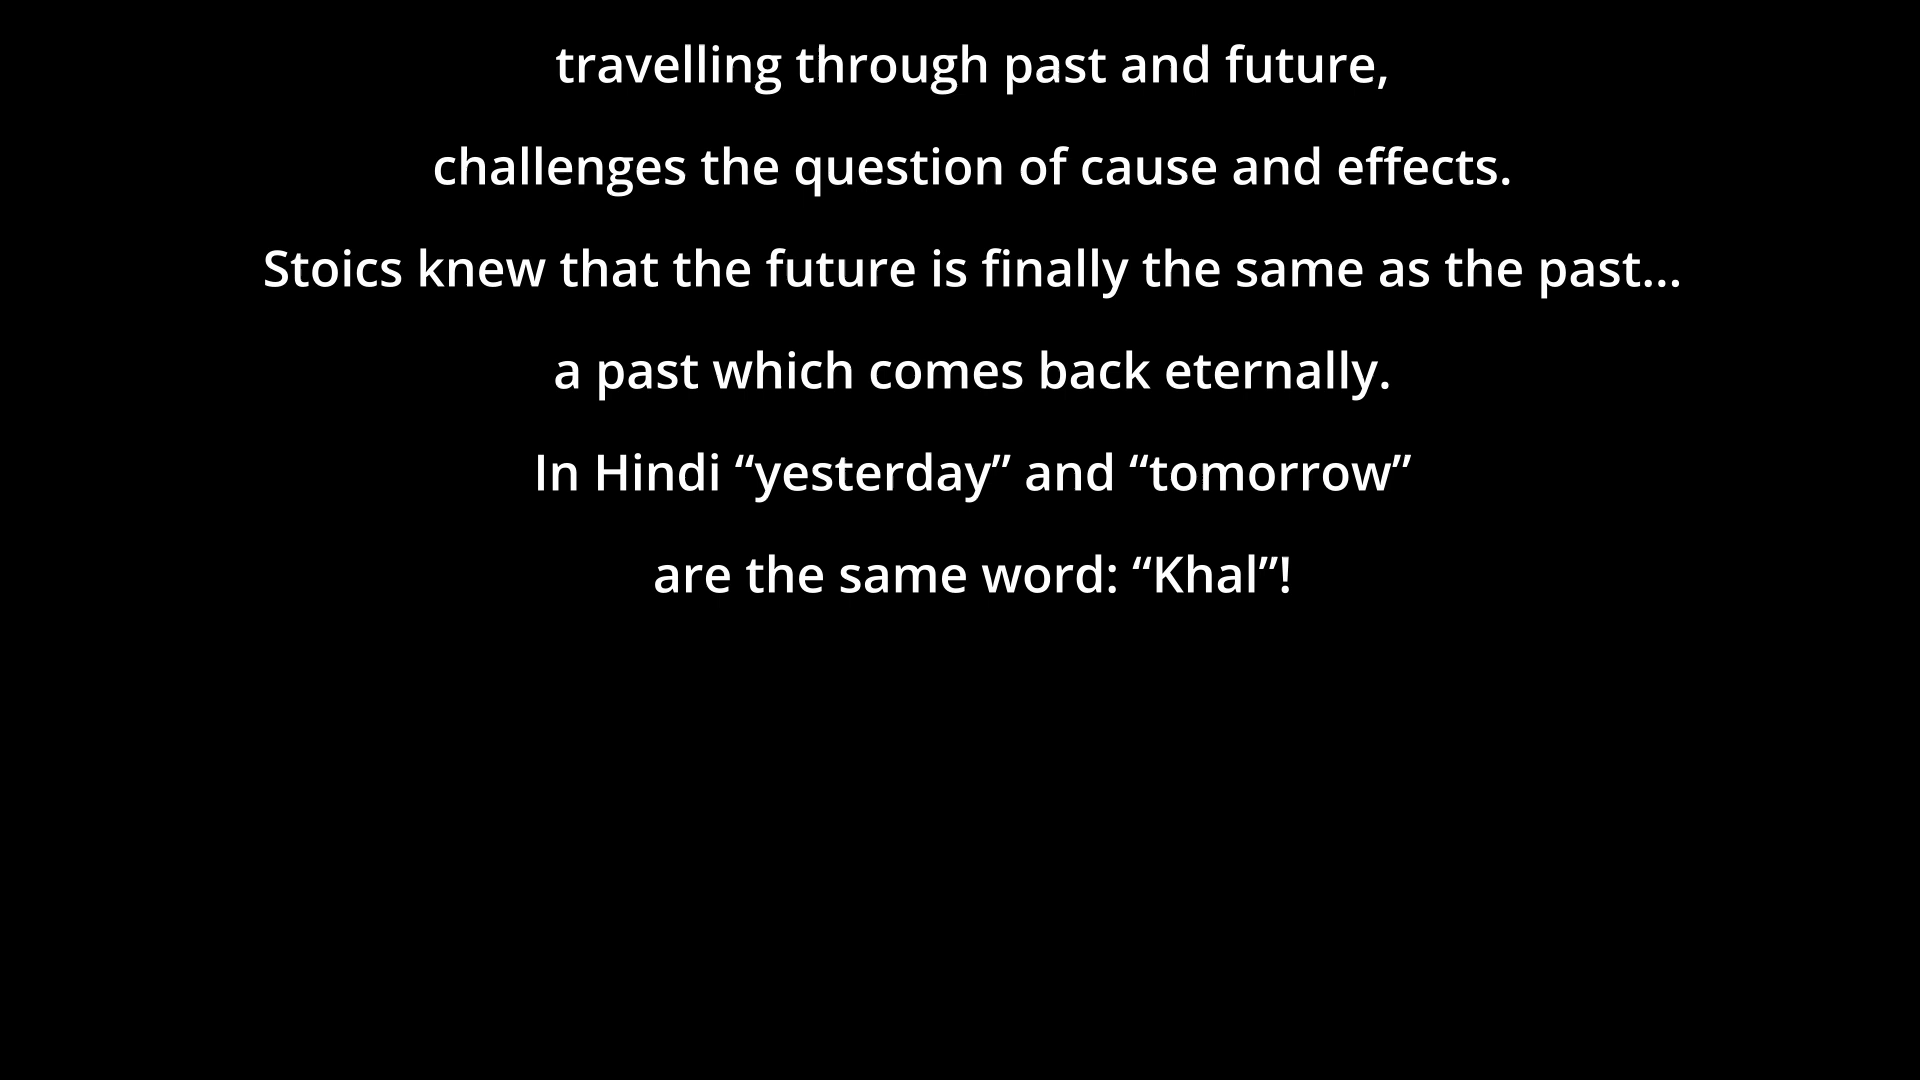 travelling through past and future,
challenges the question of cause and effects.
Stoics knew that the future is finally the same as the past...
a past which comes back eternally.
In Hindi “yesterday” and “tomorrow”
are the same word: “Khal”!